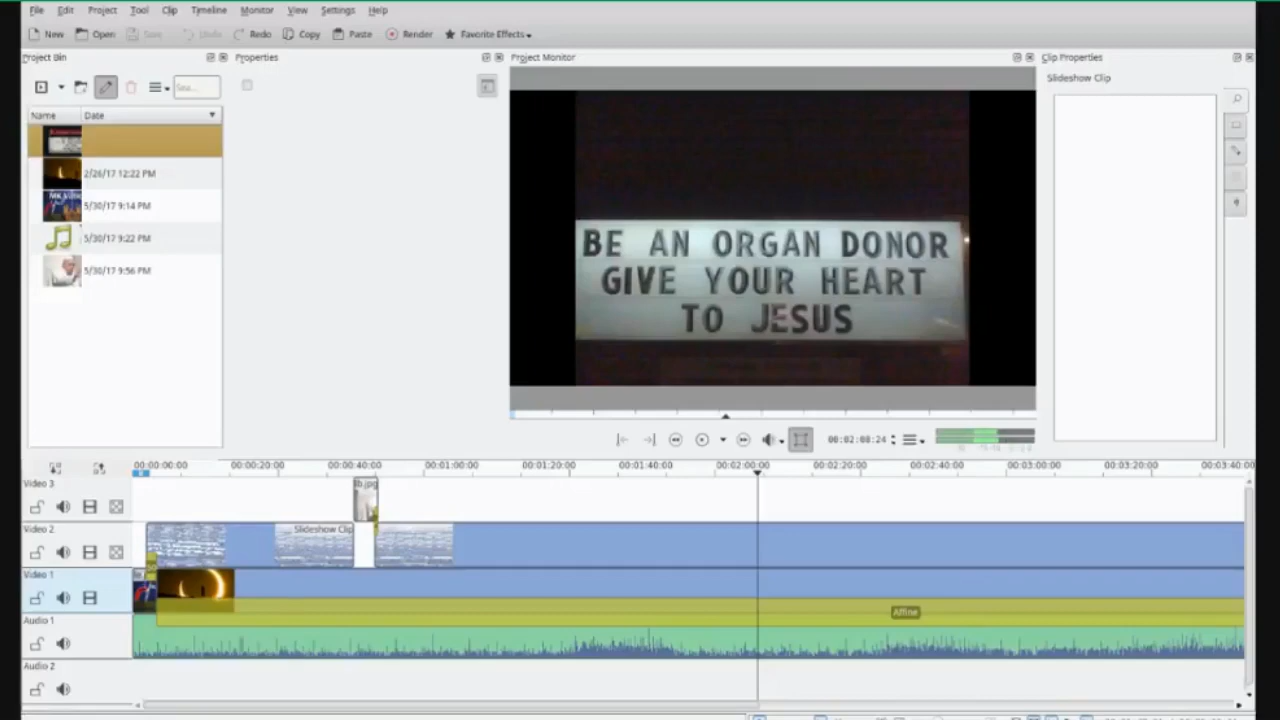 File Edit Project Tool Clip Timeline Monitor View Settings Help
New Open Save Undo Redo Copy Paste Render Favorite Effects
Project Bin Properties Project Monitor Clip Properties
Slideshow Clip
Name Date
2/26/17 12:22 PM
5/30/17 9:14 PM
5/30/17 9:22 PM
5/30/17 9:56 PM
BE AN ORGAN DONOR
GIVE YOUR HEART
TO JESUS
00:02:08:24
00:00:00:00 00:00:20:00 00:00:40:00 00:01:00:00 00:01:20:00 00:01:40:00 00:02:00:00 00:02:20:00 00:02:40:00 00:03:00:00 00:03:20:00 00:03:40:00
Video 3
Video 2
Slideshow Clip
Video 1
Affine
Audio 1
Audio 2